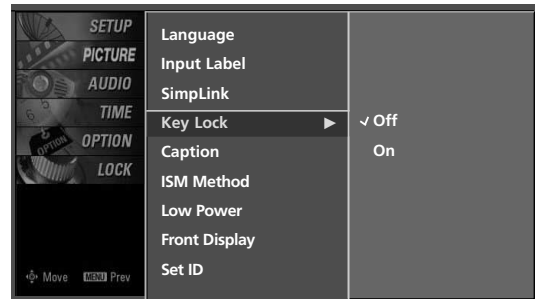 SETUP
PICTURE
AUDIO
TIME
OPTION
LOCK
Move MENU Prev
Language
Input Label
SimpLink
Key Lock ▶
Caption
ISM Method
Low Power
Front Display
Set ID
✓ Off
On